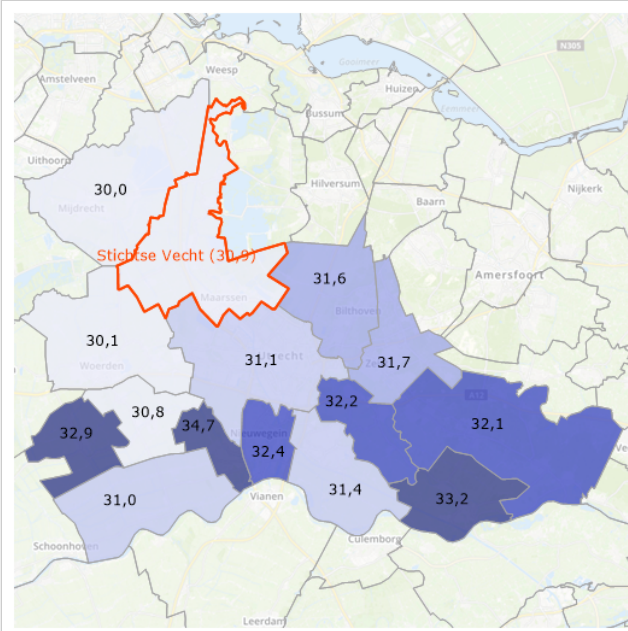 N305
Amstelveen
Weesp
Gooimeer
Huizen
Bussum
Eemmeer
Uithoorn
30,0
Mijdrecht
Hilversum
Baarn
Nijkerk
Stichtse Vecht (30,9)
31,6
Amersfoort
Maarssen
Bilthoven
30,1
Woerden
31,1
31,7
30,8
32,2
32,1
32,9
34,7
Nieuwegein
32,4
31,0
Vianen
31,4
33,2
Schoonhoven
Culemborg
Leerdam